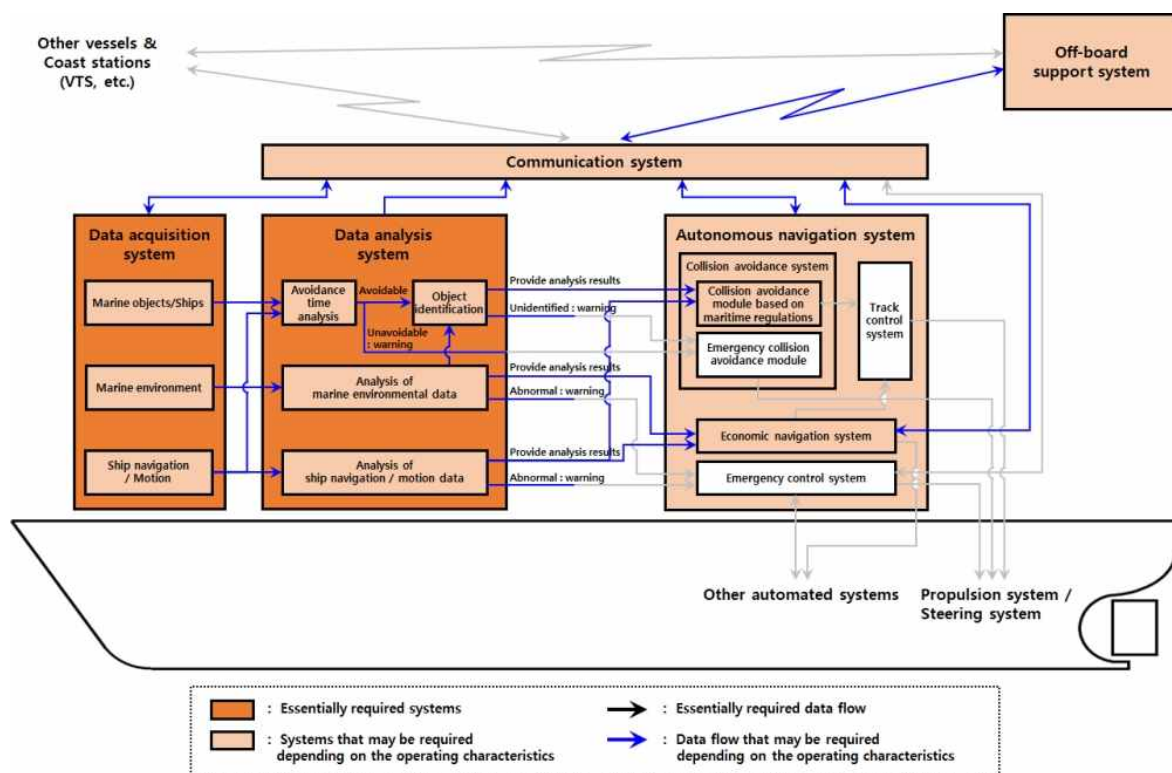 Other vessels &
Coast stations
(VTS, etc.)
Off-board
support system
Communication system
Data acquisition
system
Marine objects/Ships
Marine environment
Ship navigation
/ Motion
Data analysis
system
Avoidance
time
analysis
Avoidable
Object
identification
Unavoidable
: warning
Analysis of
marine environmental data
Analysis of
ship navigation / motion data
Provide analysis results
Unidentified : warning
Provide analysis results
Abnormal : warning
Provide analysis results
Abnormal : warning
Autonomous navigation system
Collision avoidance system
Collision avoidance
module based on
maritime regulations
Emergency collision
avoidance module
Track
control
system
Economic navigation system
Emergency control system
Other automated systems
Propulsion system /
Steering system
: Essentially required systems
: Systems that may be required
depending on the operating characteristics
: Essentially required data flow
: Data flow that may be required
depending on the operating characteristics